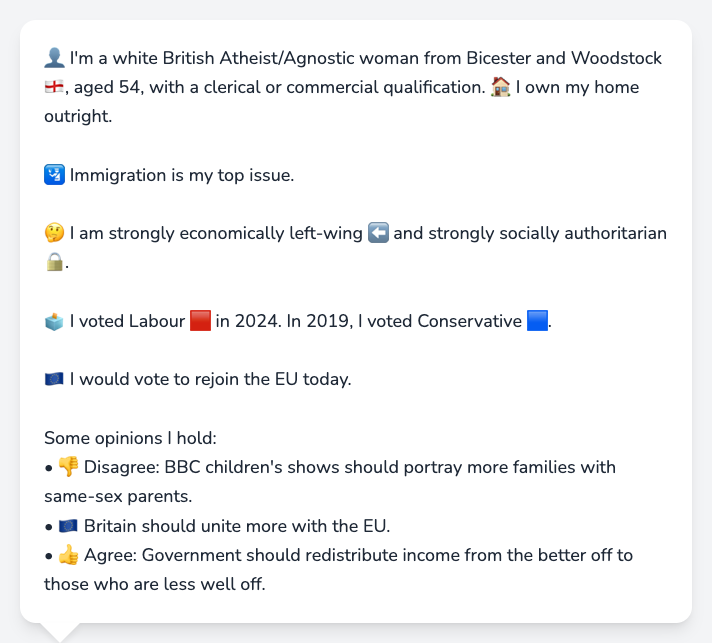 👤 I'm a white British Atheist/Agnostic woman from Bicester and Woodstock
🏴󠁧󠁢󠁥󠁮󠁧󠁿, aged 54, with a clerical or commercial qualification. 🏠 I own my home
outright.
🛂 Immigration is my top issue.
🤔 I am strongly economically left-wing ⬅️ and strongly socially authoritarian
🔒.
🗳️ I voted Labour 🟥 in 2024. In 2019, I voted Conservative 🟦.
🇪🇺 I would vote to rejoin the EU today.
Some opinions I hold:
• 👎 Disagree: BBC children's shows should portray more families with
same-sex parents.
• 🇪🇺 Britain should unite more with the EU.
• 👍 Agree: Government should redistribute income from the better off to
those who are less well off.